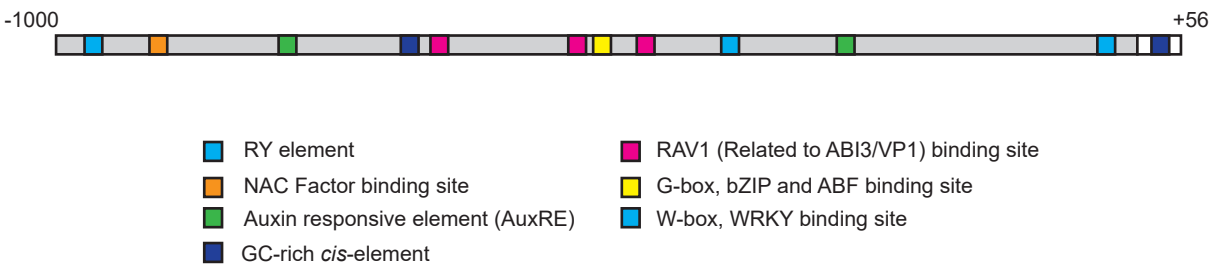 -1000
+56
RY element
NAC Factor binding site
Auxin responsive element (AuxRE)
GC-rich cis-element
RAV1 (Related to ABI3/VP1) binding site
G-box, bZIP and ABF binding site
W-box, WRKY binding site